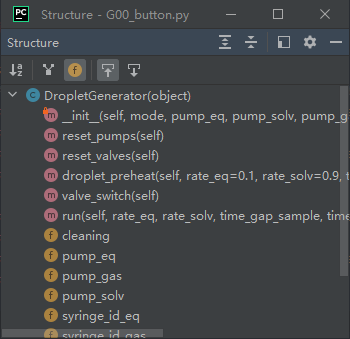 PC Structure - G00_button.py
Structure
a z
f
c DropletGenerator(object)
m __init__(self, mode, pump_eq, pump_solv, pump_g
m reset_pumps(self)
m reset_valves(self)
m droplet_preheat(self, rate_eq=0.1, rate_solv=0.9, t
m valve_switch(self)
m run(self, rate_eq, rate_solv, time_gap_sample, time
f cleaning
f pump_eq
f pump_gas
f pump_solv
f syringe_id_eq
f syringe_id_gas